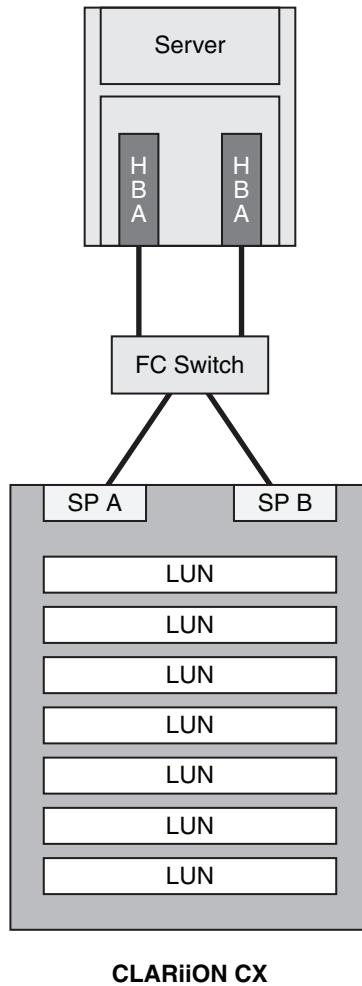 Server
H
B
A
H
B
A
FC Switch
SP A
SP B
LUN
LUN
LUN
LUN
LUN
LUN
LUN
CLARiiON CX